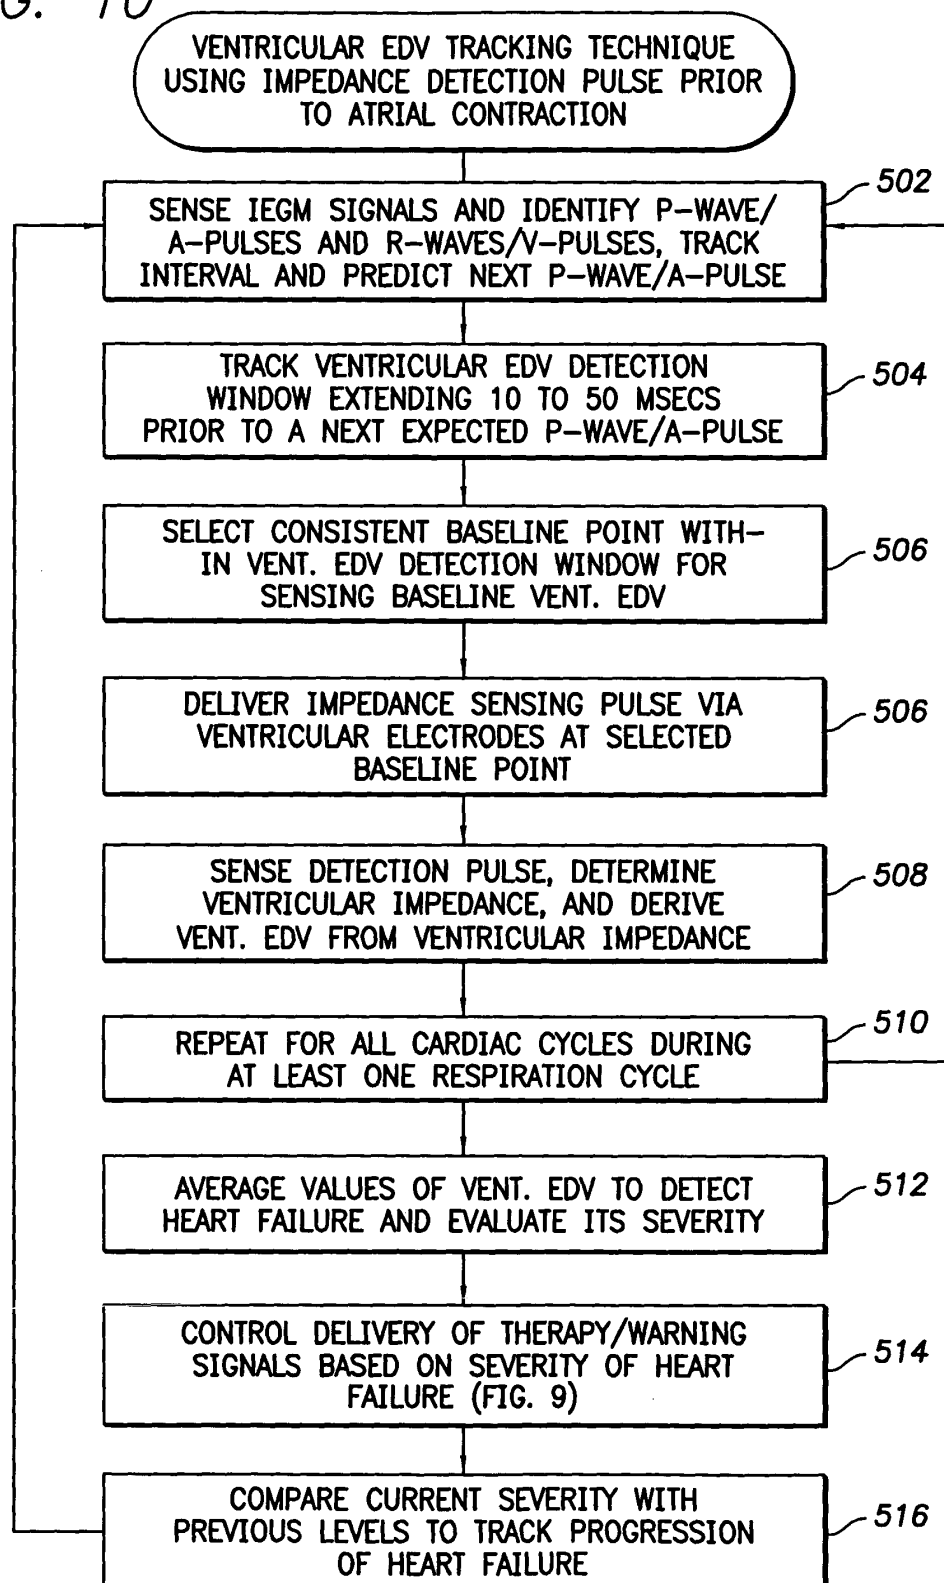 G. 10
VENTRICULAR EDV TRACKING TECHNIQUE
USING IMPEDANCE DETECTION PULSE PRIOR
TO ATRIAL CONTRACTION
502
SENSE IEGM SIGNALS AND IDENTIFY P-WAVE/
A-PULSES AND R-WAVES/V-PULSES, TRACK
INTERVAL AND PREDICT NEXT P-WAVE/A-PULSE
504
TRACK VENTRICULAR EDV DETECTION
WINDOW EXTENDING 10 TO 50 MSECS
PRIOR TO A NEXT EXPECTED P-WAVE/A-PULSE
506
SELECT CONSISTENT BASELINE POINT WITH-
IN VENT. EDV DETECTION WINDOW FOR
SENSING BASELINE VENT. EDV
506
DELIVER IMPEDANCE SENSING PULSE VIA
VENTRICULAR ELECTRODES AT SELECTED
BASELINE POINT
508
SENSE DETECTION PULSE, DETERMINE
VENTRICULAR IMPEDANCE, AND DERIVE
VENT. EDV FROM VENTRICULAR IMPEDANCE
510
REPEAT FOR ALL CARDIAC CYCLES DURING
AT LEAST ONE RESPIRATION CYCLE
512
AVERAGE VALUES OF VENT. EDV TO DETECT
HEART FAILURE AND EVALUATE ITS SEVERITY
514
CONTROL DELIVERY OF THERAPY/WARNING
SIGNALS BASED ON SEVERITY OF HEART
FAILURE (FIG. 9)
516
COMPARE CURRENT SEVERITY WITH
PREVIOUS LEVELS TO TRACK PROGRESSION
OF HEART FAILURE